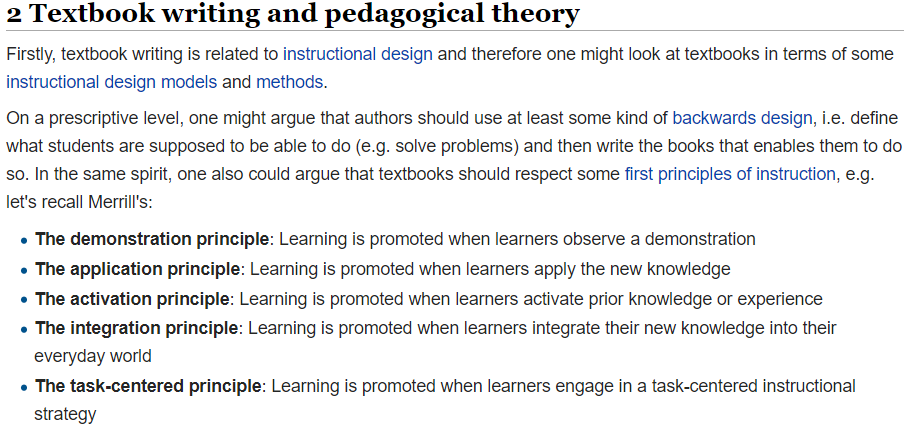 2 Textbook writing and pedagogical theory
Firstly, textbook writing is related to instructional design and therefore one might look at textbooks in terms of some
instructional design models and methods.
On a prescriptive level, one might argue that authors should use at least some kind of backwards design, i.e. define
what students are supposed to be able to do (e.g. solve problems) and then write the books that enables them to do
so. In the same spirit, one also could argue that textbooks should respect some first principles of instruction, e.g.
let's recall Merrill's:
• The demonstration principle: Learning is promoted when learners observe a demonstration
• The application principle: Learning is promoted when learners apply the new knowledge
• The activation principle: Learning is promoted when learners activate prior knowledge or experience
• The integration principle: Learning is promoted when learners integrate their new knowledge into their
everyday world
• The task-centered principle: Learning is promoted when learners engage in a task-centered instructional
strategy